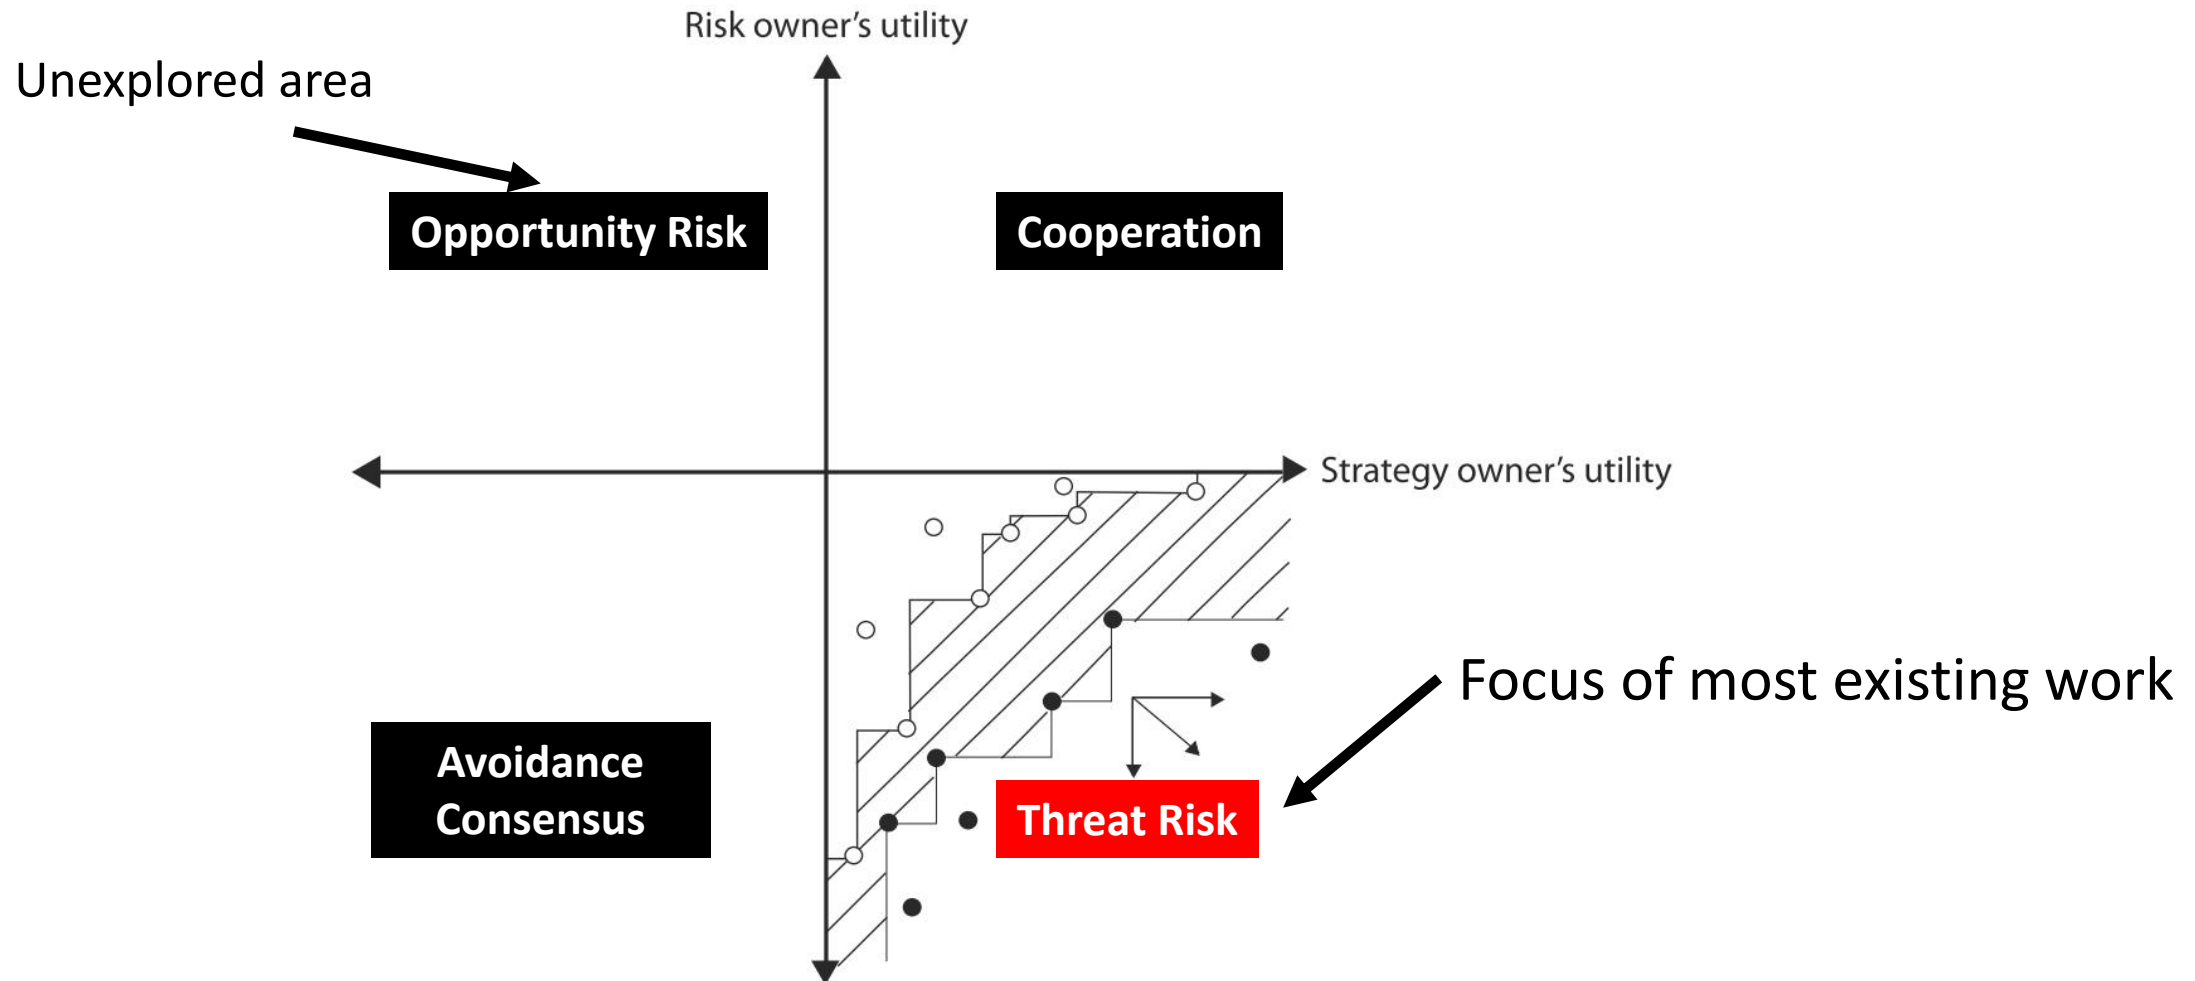 Risk owner's utility
Unexplored area
Opportunity Risk
Cooperation
Strategy owner's utility
Focus of most existing work
Avoidance
Consensus
Threat Risk